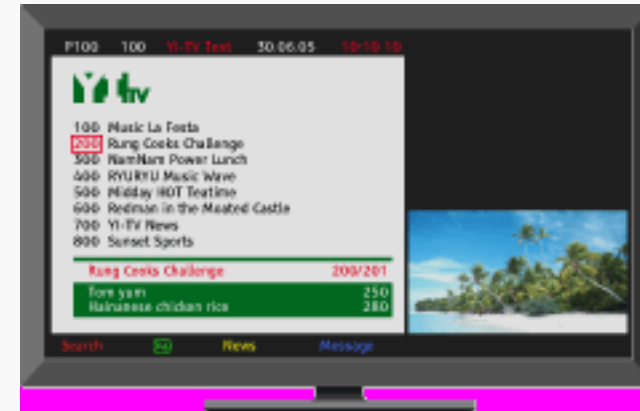 P100 100 Yi-TV Text 30.06.05 10:10:10
Yi TV
100 Music La Festa
200 Rung Cooks Challenge
300 NamNam Power Lunch
400 RYURYU Music Wave
500 Midday HOT Teatime
600 Redman in the Moated Castle
700 Yi-TV News
800 Sunset Sports
Rung Cooks Challenge 200/201
Tom yum 250
Hainanese chicken rice 280
Search News Message